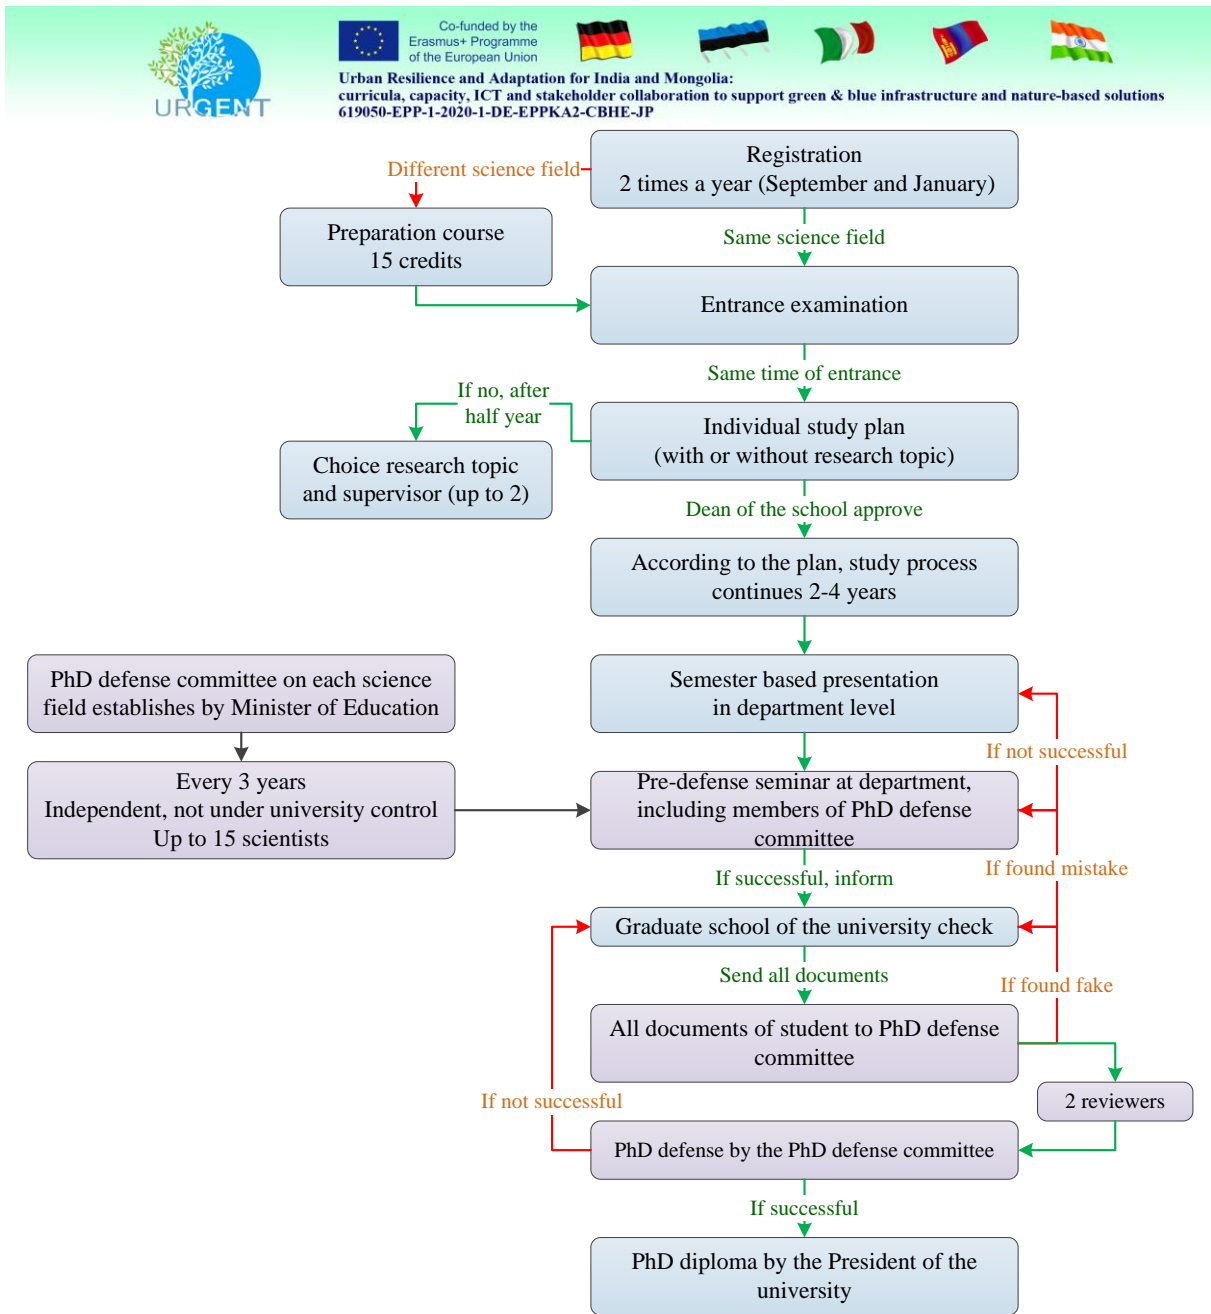 Co-funded by the
Erasmus+ Programme
of the European Union
URGENT
Urban Resilience and Adaptation for India and Mongolia:
curricula, capacity, ICT and stakeholder collaboration to support green & blue infrastructure and nature-based solutions
619050-EPP-1-2020-1-DE-EPPKA2-CBHE-JP
Registration
2 times a year (September and January)
Different science field
Preparation course
15 credits
Same science field
Entrance examination
Same time of entrance
If no, after
half year
Individual study plan
(with or without research topic)
Choice research topic
and supervisor (up to 2)
Dean of the school approve
According to the plan, study process
continues 2-4 years
PhD defense committee on each science
field establishes by Minister of Education
Semester based presentation
in department level
If not successful
Every 3 years
Independent, not under university control
Up to 15 scientists
Pre-defense seminar at department,
including members of PhD defense
committee
If successful, inform
If found mistake
Graduate school of the university check
Send all documents
If found fake
All documents of student to PhD defense
committee
If not successful
2 reviewers
PhD defense by the PhD defense committee
If successful
PhD diploma by the President of the
university